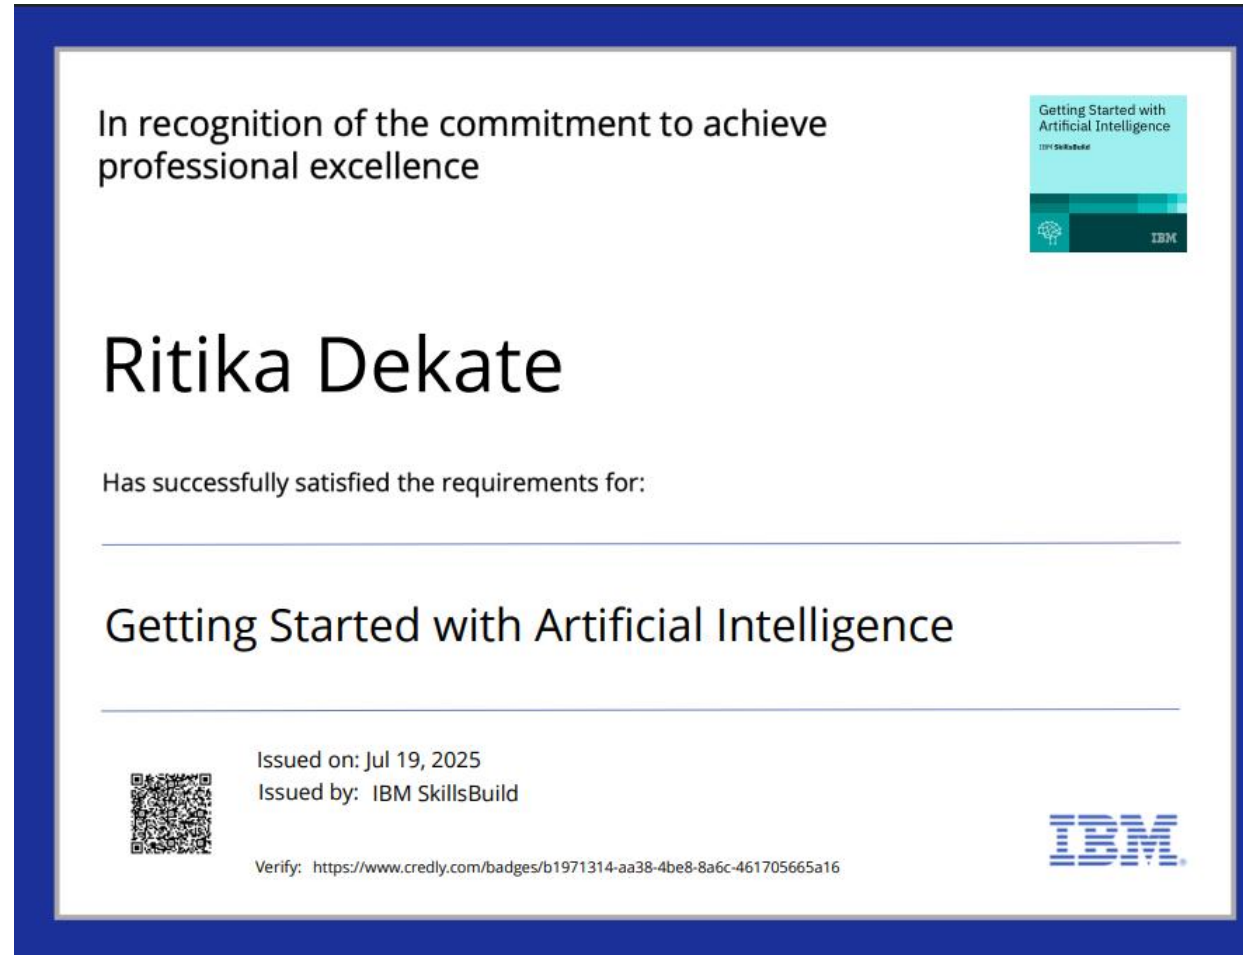 In recognition of the commitment to achieve
professional excellence
Getting Started with
Artificial Intelligence
IBM SkillsBuild
IBM
Ritika Dekate
Has successfully satisfied the requirements for:
Getting Started with Artificial Intelligence
Issued on: Jul 19, 2025
Issued by: IBM SkillsBuild
Verify: https://www.credly.com/badges/b1971314-aa38-4be8-8a6c-461705665a16
IBM.